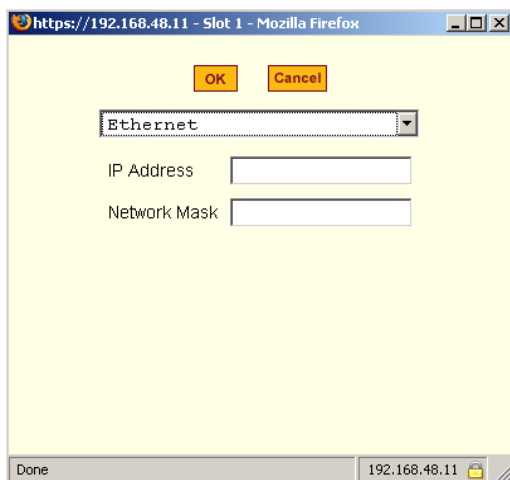 https://192.168.48.11 - Slot 1 - Mozilla Firefox
OK Cancel
Ethernet
IP Address
Network Mask
Done 192.168.48.11